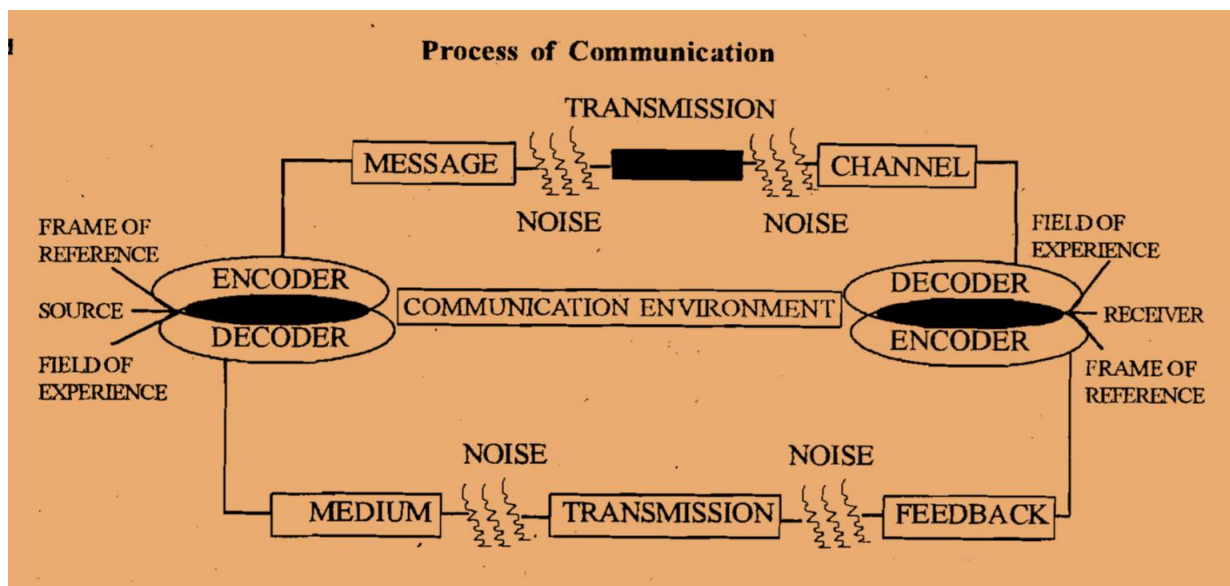 Process of Communication
TRANSMISSION
MESSAGE
CHANNEL
NOISE
NOISE
FRAME OF
REFERENCE
SOURCE
FIELD OF
EXPERIENCE
ENCODER
DECODER
COMMUNICATION ENVIRONMENT
DECODER
ENCODER
FIELD OF
EXPERIENCE
RECEIVER
FRAME OF
REFERENCE
NOISE
NOISE
MEDIUM
TRANSMISSION
FEEDBACK